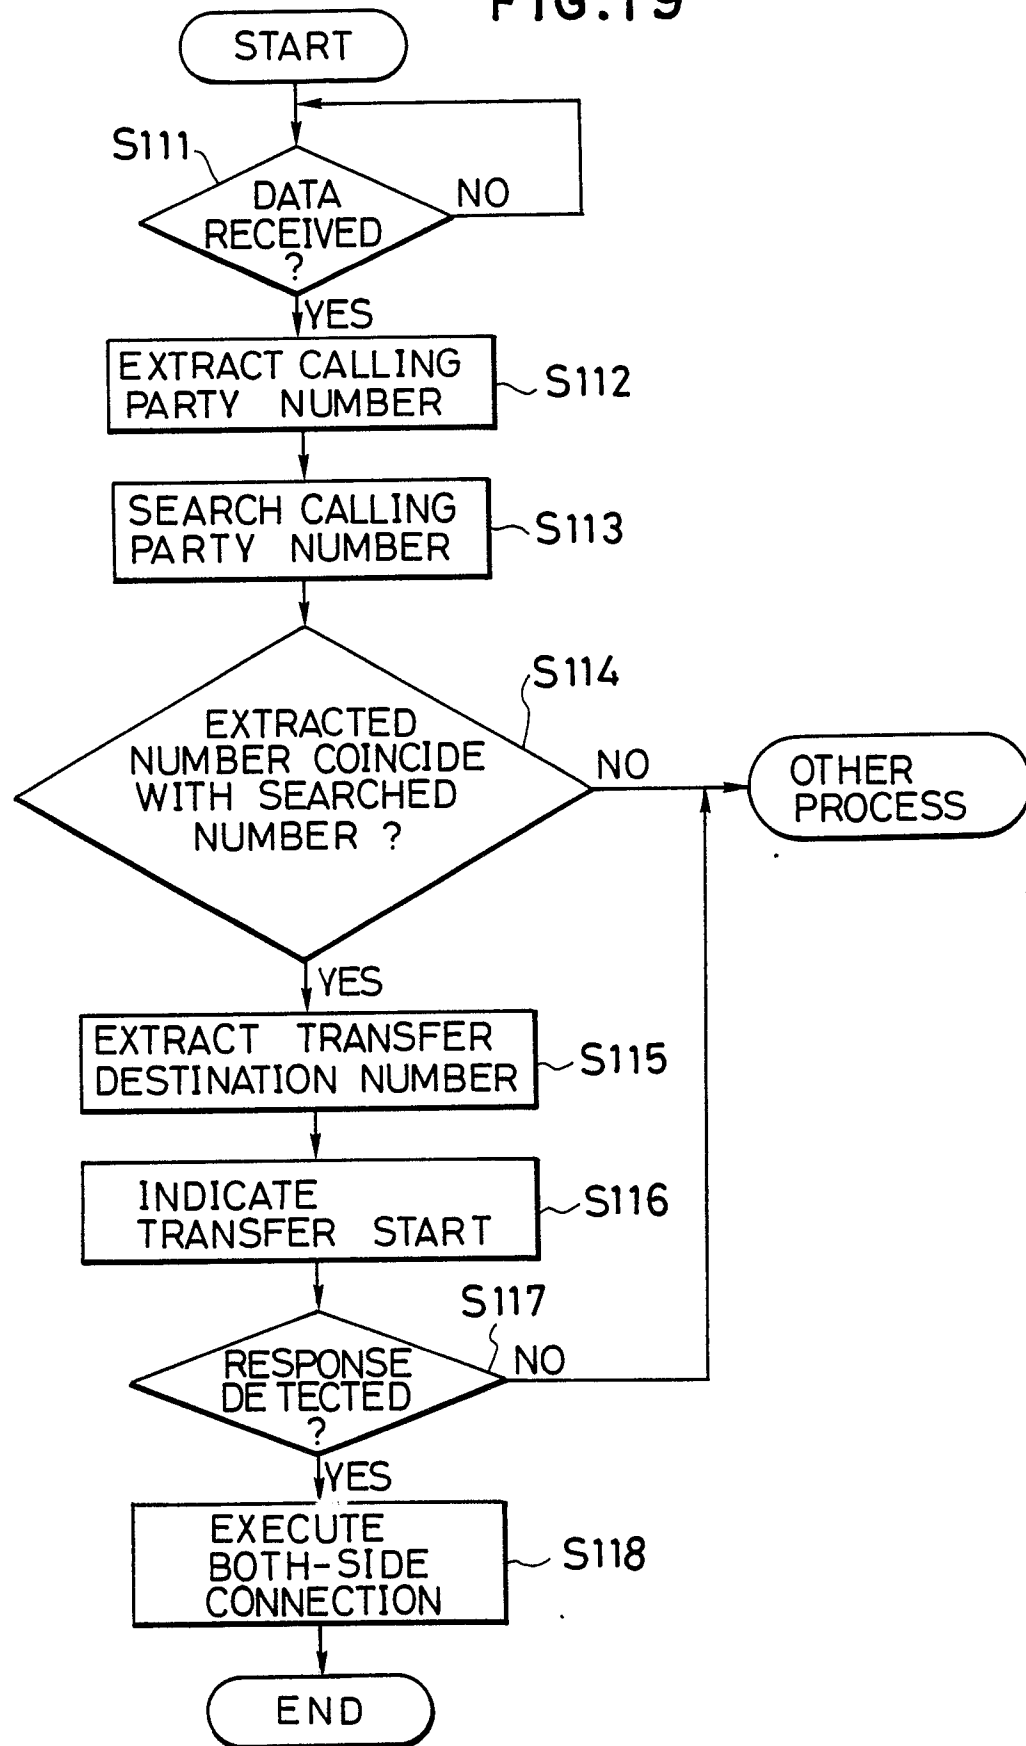 FIG.19
START
S111
DATA
RECEIVED
?
NO
YES
EXTRACT CALLING
PARTY NUMBER
S112
SEARCH CALLING
PARTY NUMBER
S113
S114
EXTRACTED
NUMBER COINCIDE
WITH SEARCHED
NUMBER ?
NO
OTHER
PROCESS
YES
EXTRACT TRANSFER
DESTINATION NUMBER
S115
INDICATE
TRANSFER START
S116
S117
RESPONSE
DETECTED
?
NO
YES
EXECUTE
BOTH-SIDE
CONNECTION
S118
END